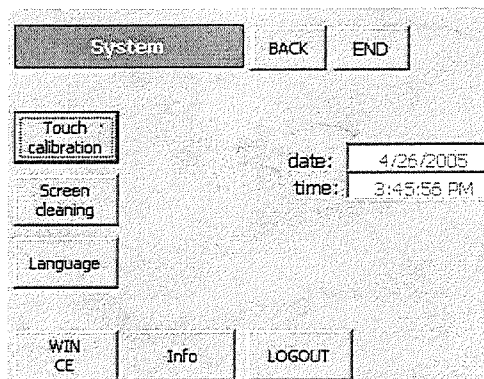 System BACK END
Touch
calibration
date: 4/26/2005
Screen
cleaning
time: 3:45:56 PM
Language
WIN
CE
Info LOGOUT